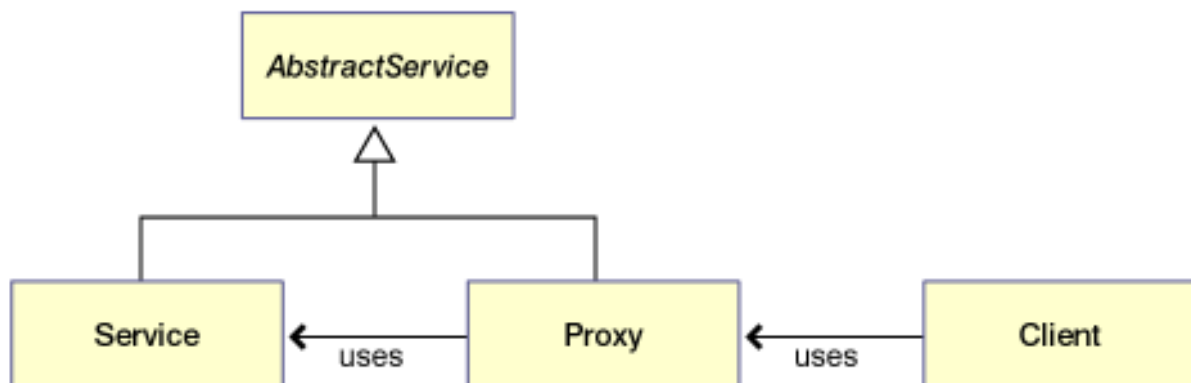 AbstractService
Service
uses
Proxy
uses
Client